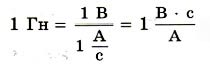 1 Гн = 1 В / 1 А/с = 1 В · с / А